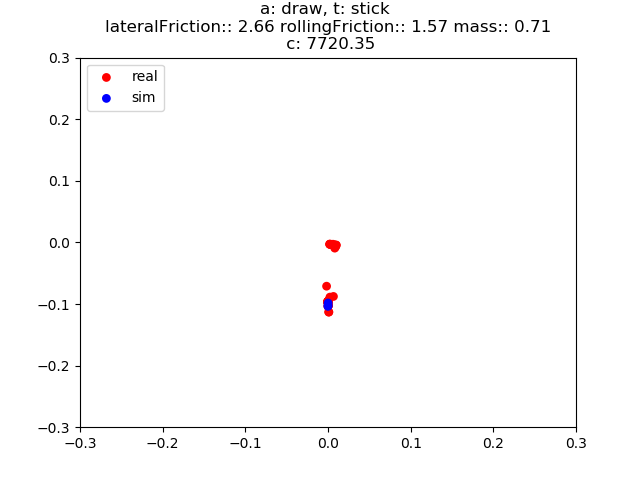 a: draw, t: stick
lateralFriction:: 2.66 rollingFriction:: 1.57 mass:: 0.71
c: 7720.35
real
sim
0.3
0.2
0.1
0.0
−0.1
−0.2
−0.3
−0.3
−0.2
−0.1
0.0
0.1
0.2
0.3